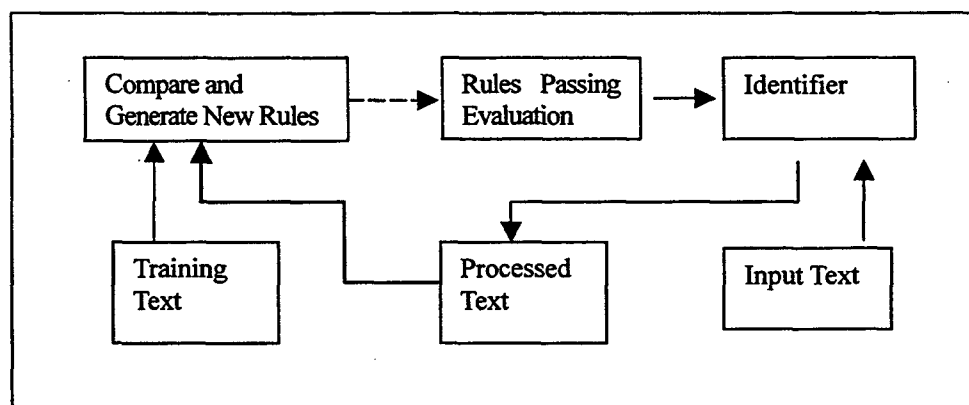 Compare and
Generate New Rules
Rules Passing
Evaluation
Identifier
Training
Text
Processed
Text
Input Text